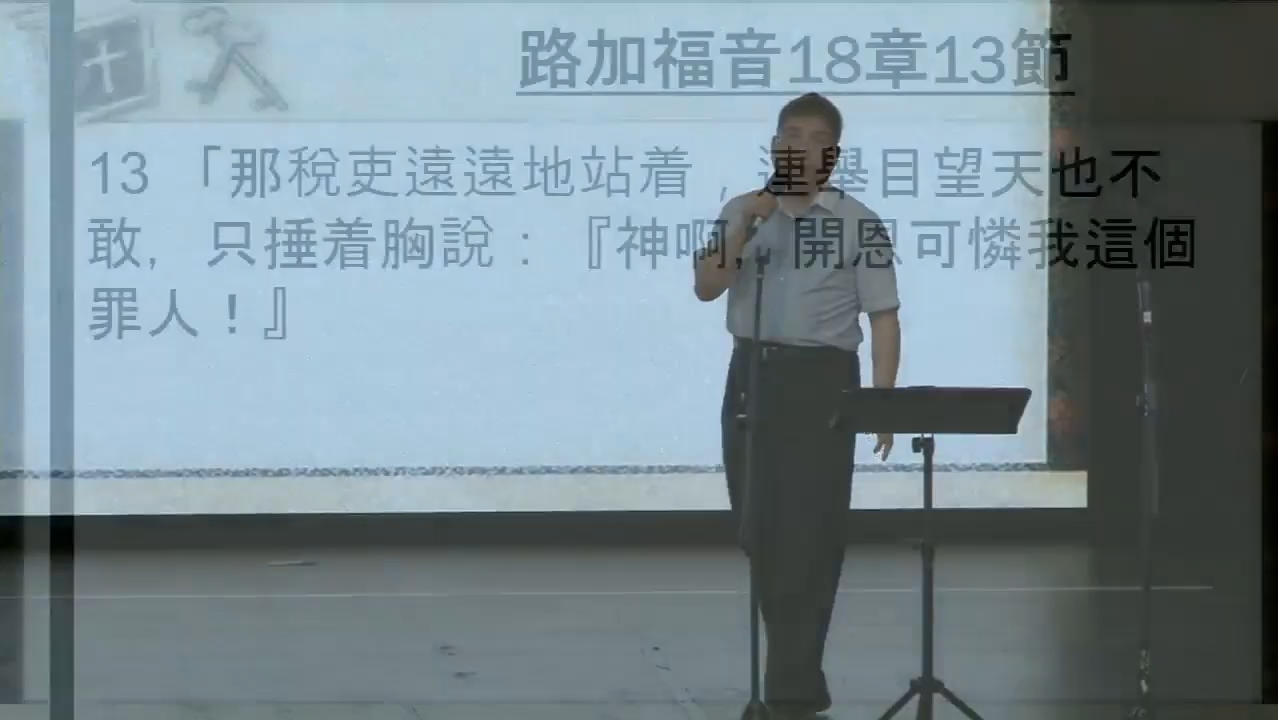 路加福音18章13節
13 「那稅吏遠遠地站着，連舉目望天也不
敢，只捶着胸說：『神啊，開恩可憐我這個
罪人！』